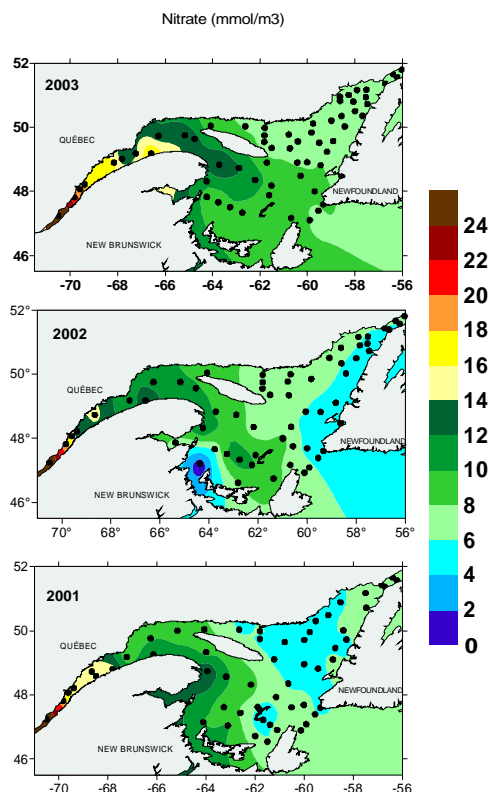 Nitrate (mmol/m3)
52
2003
50
QUÉBEC
48
NEWFOUNDLAND
NEW BRUNSWICK
46
-70 -68 -66 -64 -62 -60 -58 -56
52°
2002
50°
QUÉBEC
48°
NEWFOUNDLAND
NEW BRUNSWICK
46°
-70° -68° -66° 64° -62° -60° -58° -56°
52
2001
50
QUÉBEC
48
NEWFOUNDLAND
NEW BRUNSWICK
46
-70 -68 -66 -64 -62 -60 -58 -56
24
22
20
18
16
14
12
10
8
6
4
2
0